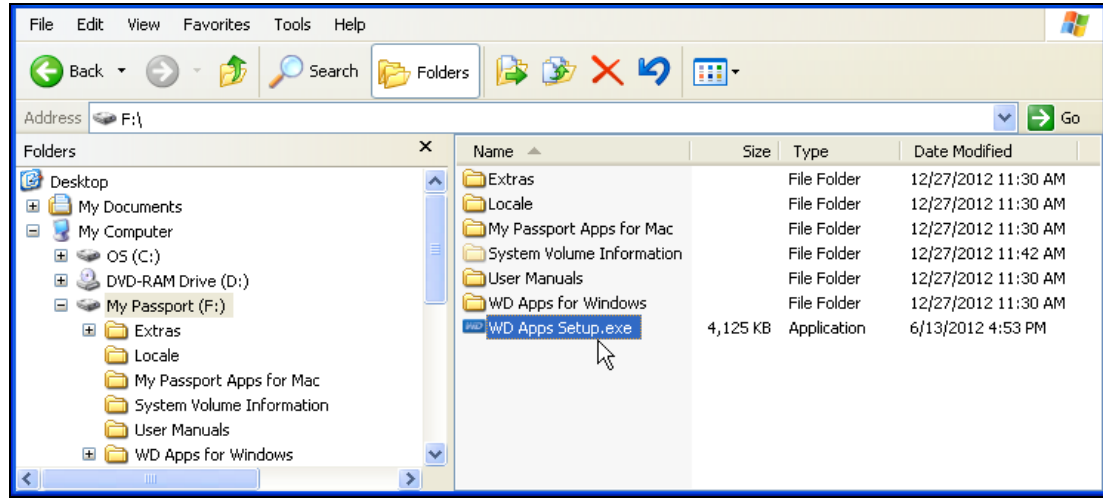 File Edit View Favorites Tools Help
Back Search Folders
Address F:\ Go
Folders
Desktop
My Documents
My Computer
OS (C:)
DVD-RAM Drive (D:)
My Passport (F:)
Extras
Locale
My Passport Apps for Mac
System Volume Information
User Manuals
WD Apps for Windows
Name Size Type Date Modified
Extras File Folder 12/27/2012 11:30 AM
Locale File Folder 12/27/2012 11:30 AM
My Passport Apps for Mac File Folder 12/27/2012 11:30 AM
System Volume Information File Folder 12/27/2012 11:42 AM
User Manuals File Folder 12/27/2012 11:30 AM
WD Apps for Windows File Folder 12/27/2012 11:30 AM
WD WD Apps Setup.exe 4,125 KB Application 6/13/2012 4:53 PM